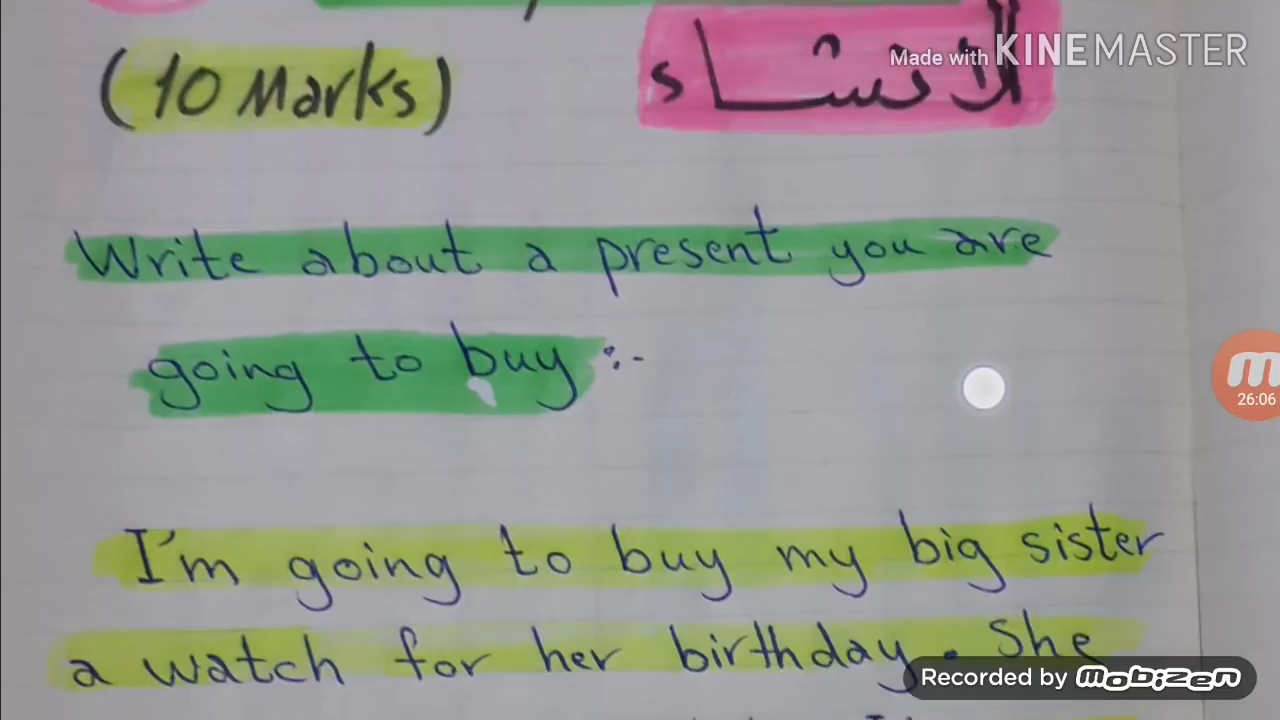 (10 Marks)
الانشاء
Made with KINEMASTER
Write about a present you are
going to buy :-
26:06
I'm going to buy my big sister
a watch for her birthday. She
Recorded by mobizen